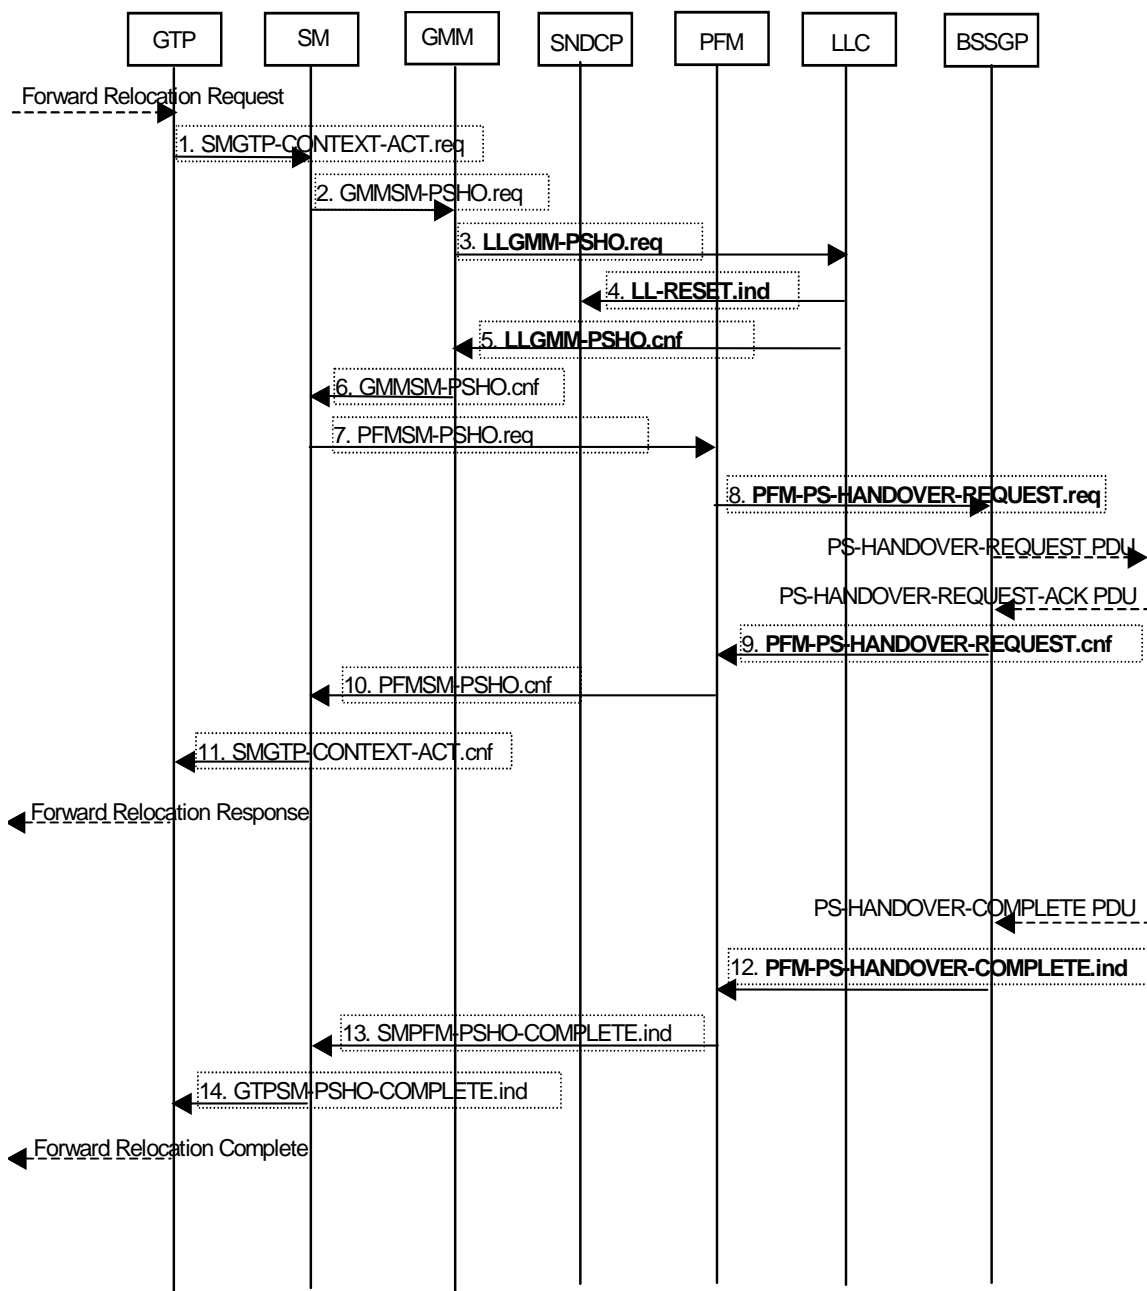 GTP
SM
GMM
SNDCP
PFM
LLC
BSSGP
Forward Relocation Request
1. SMGTP-CONTEXT-ACT.req
2. GMMSM-PSHO.req
3. LLGMM-PSHO.req
4. LL-RESET.ind
5. LLGMM-PSHO.cnf
6. GMMSM-PSHO.cnf
7. PFMSM-PSHO.req
8. PFM-PS-HANDOVER-REQUEST.req
PS-HANDOVER-REQUEST PDU
PS-HANDOVER-REQUEST-ACK PDU
9. PFM-PS-HANDOVER-REQUEST.cnf
10. PFMSM-PSHO.cnf
11. SMGTP-CONTEXT-ACT.cnf
Forward Relocation Response
PS-HANDOVER-COMPLETE PDU
12. PFM-PS-HANDOVER-COMPLETE.ind
13. SMPFM-PSHO-COMPLETE.ind
14. GTPSM-PSHO-COMPLETE.ind
Forward Relocation Complete